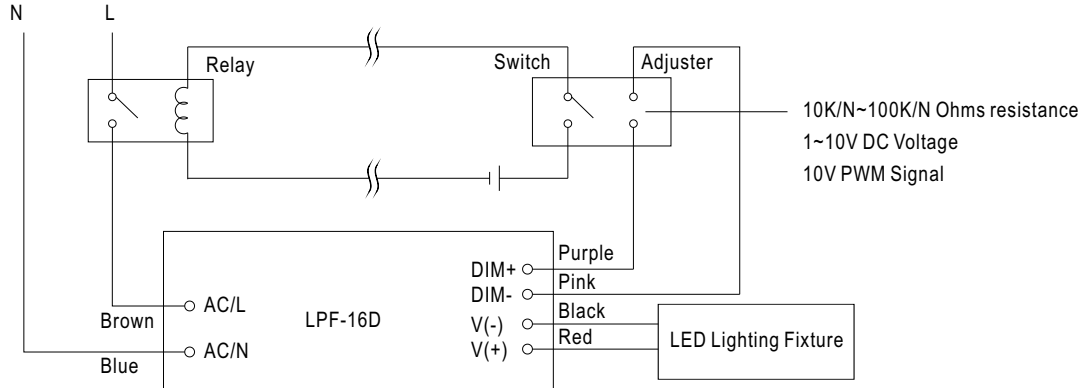 N
L
Relay
Switch
Adjuster
10K/N~100K/N Ohms resistance
1~10V DC Voltage
10V PWM Signal
Purple
DIM+
Pink
DIM-
Black
V(-)
Red
V(+)
AC/L
Brown
LPF-16D
AC/N
Blue
LED Lighting Fixture